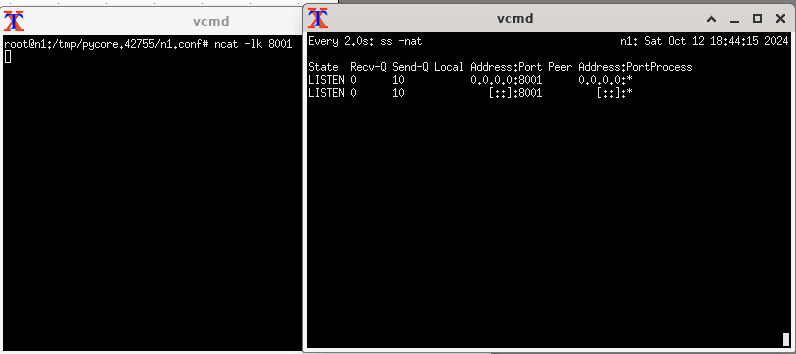 vcmd
root@n1:/tmp/pycore.42755/n1.conf# ncat -lk 8001
vcmd
Every 2.0s: ss -nat n1: Sat Oct 12 18:44:15 2024
State Recv-Q Send-Q Local Address:Port Peer Address:PortProcess
LISTEN 0 10 0.0.0.0:8001 0.0.0.0:*
LISTEN 0 10 [::]:8001 [::]:*